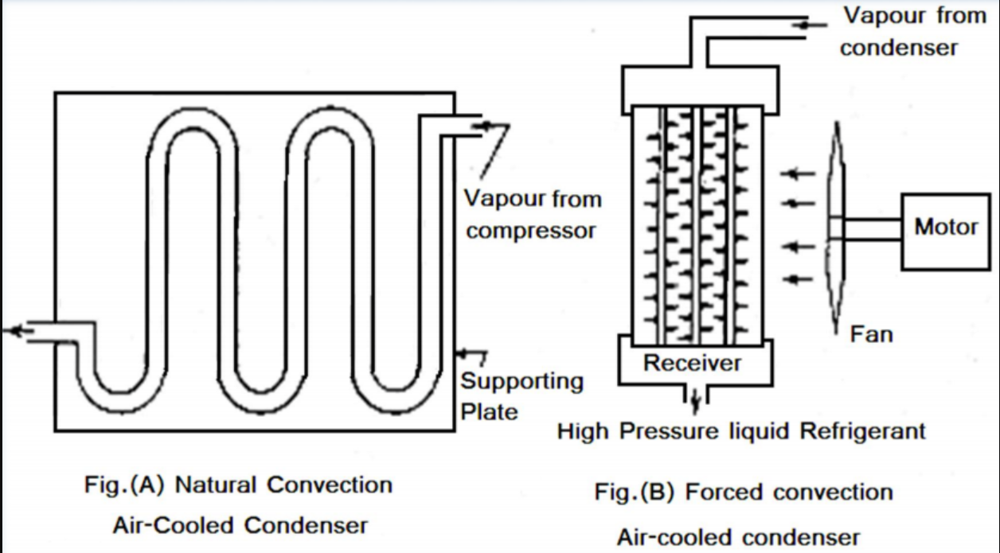 Vapour from
compressor
Supporting
Plate
Fig.(A) Natural Convection
Air-Cooled Condenser
Vapour from
condenser
Motor
Fan
Receiver
High Pressure liquid Refrigerant
Fig.(B) Forced convection
Air-cooled condenser